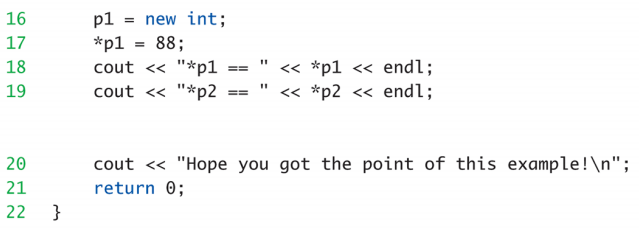 16 p1 = new int;
17 *p1 = 88;
18 cout << "*p1 == " << *p1 << endl;
19 cout << "*p2 == " << *p2 << endl;
20 cout << "Hope you got the point of this example!\n";
21 return 0;
22 }